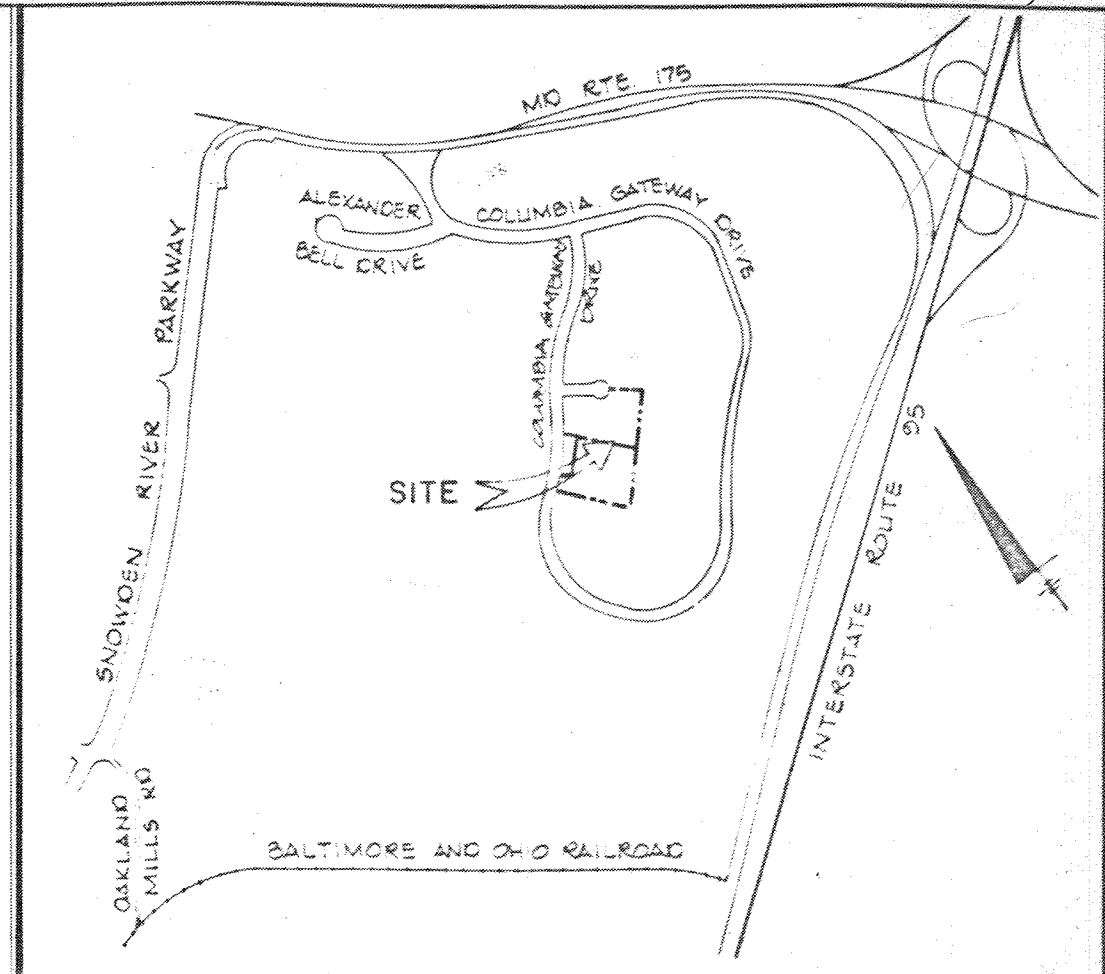 MD RTE. 175
ALEXANDER
BELL DRIVE
COLUMBIA GATEWAY DRIVE
COLUMBIA GATEWAY
DRIVE
SNOWDEN RIVER PARKWAY
SITE
INTERSTATE ROUTE 95
OAKLAND
MILLS RD
BALTIMORE AND OHIO RAILROAD